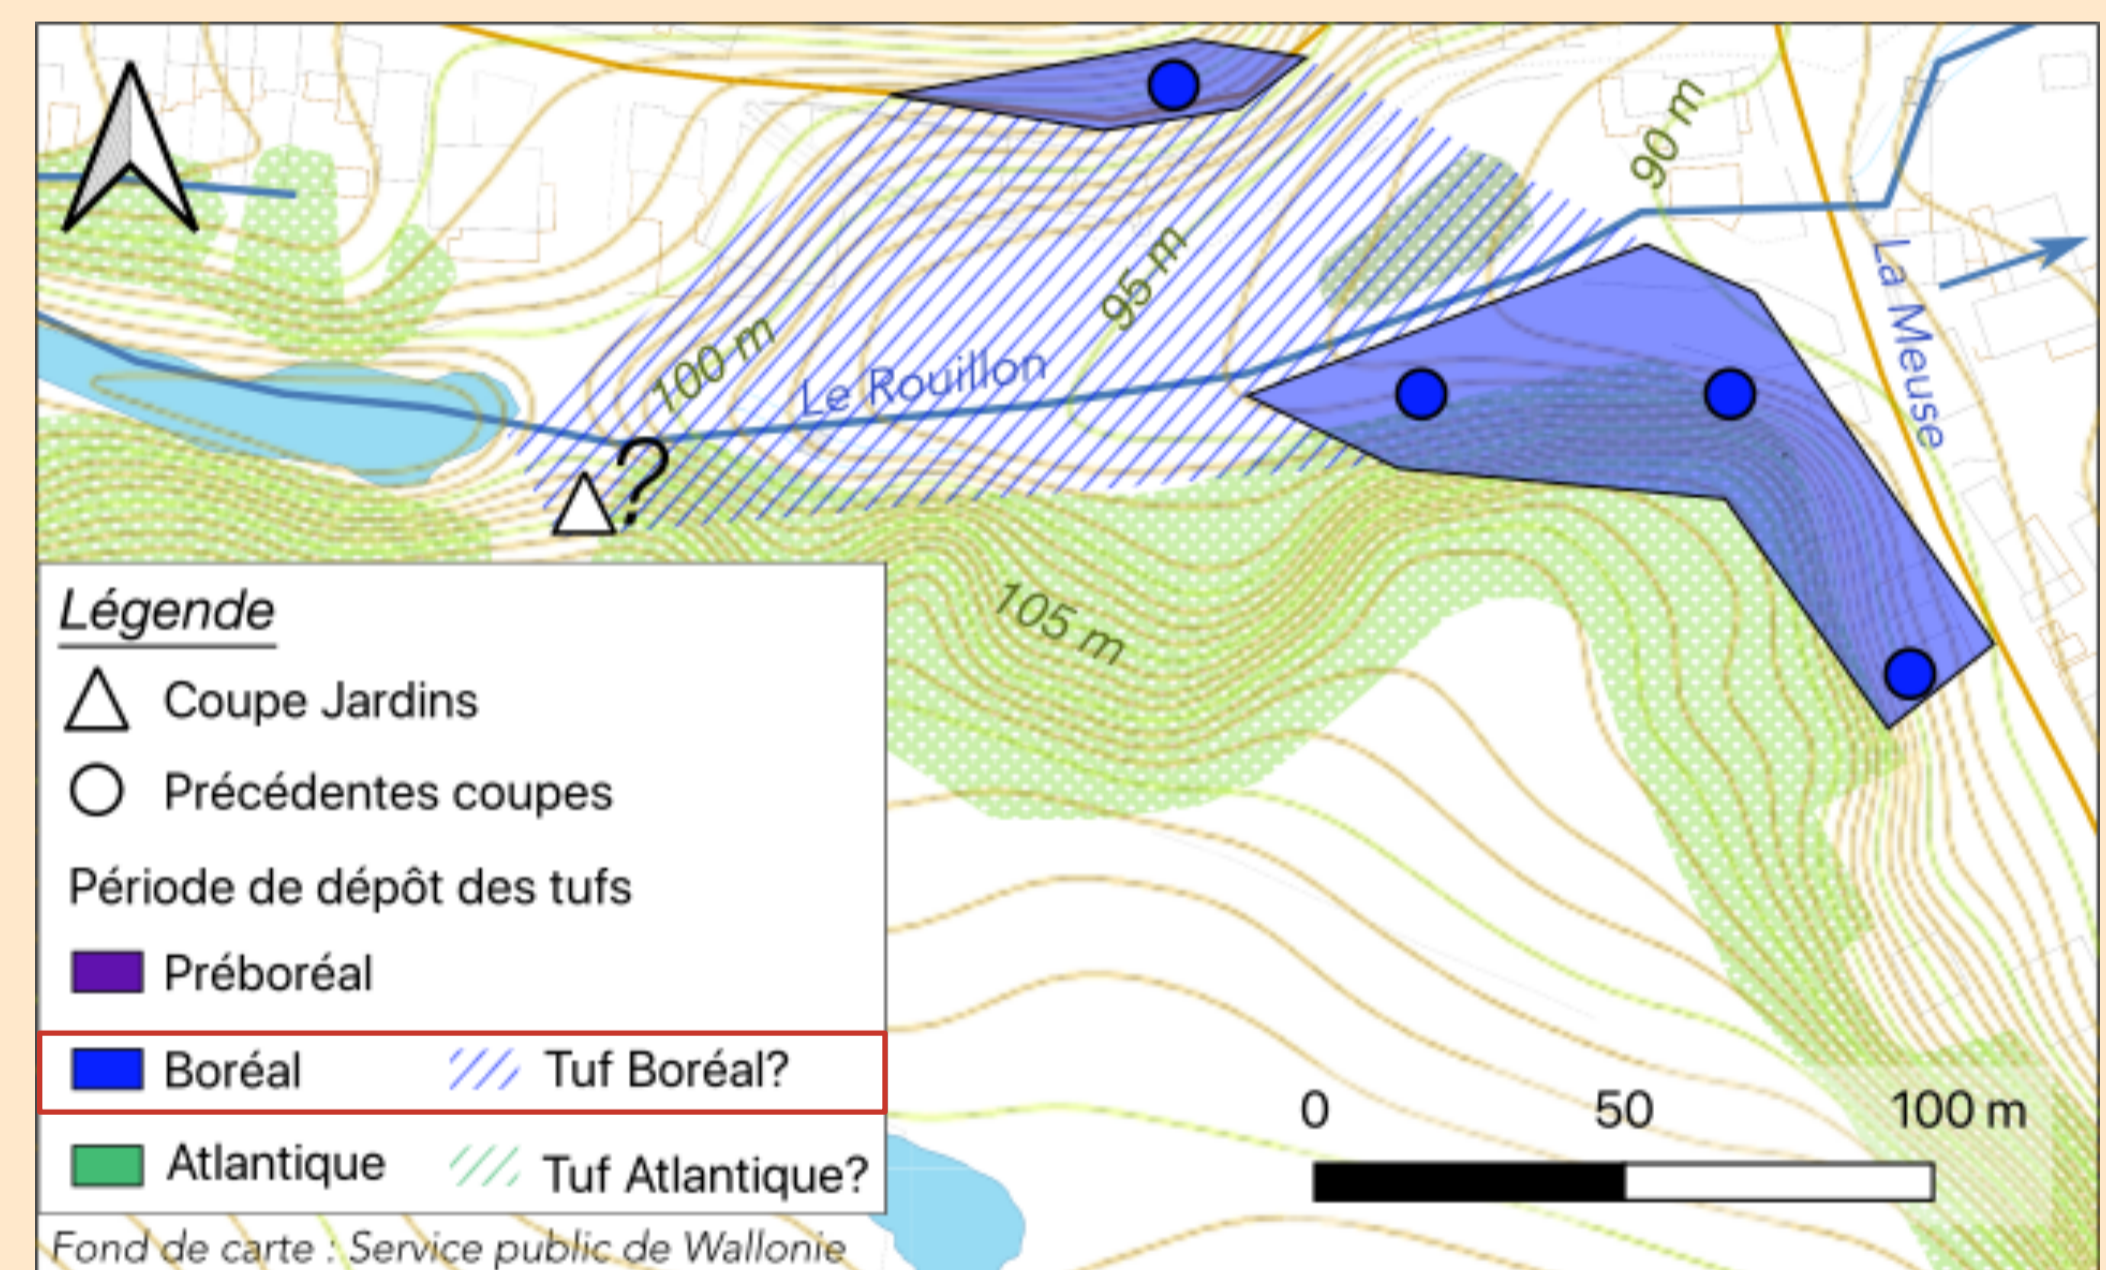 90 m
95 m
La Meuse
100 m
Le Rouillon
?
105 m
Légende
Coupe Jardins
Précédentes coupes
Période de dépôt des tufs
Préboréal
Boréal
Tuf Boréal?
Atlantique
Tuf Atlantique?
0 50 100 m
Fond de carte : Service public de Wallonie